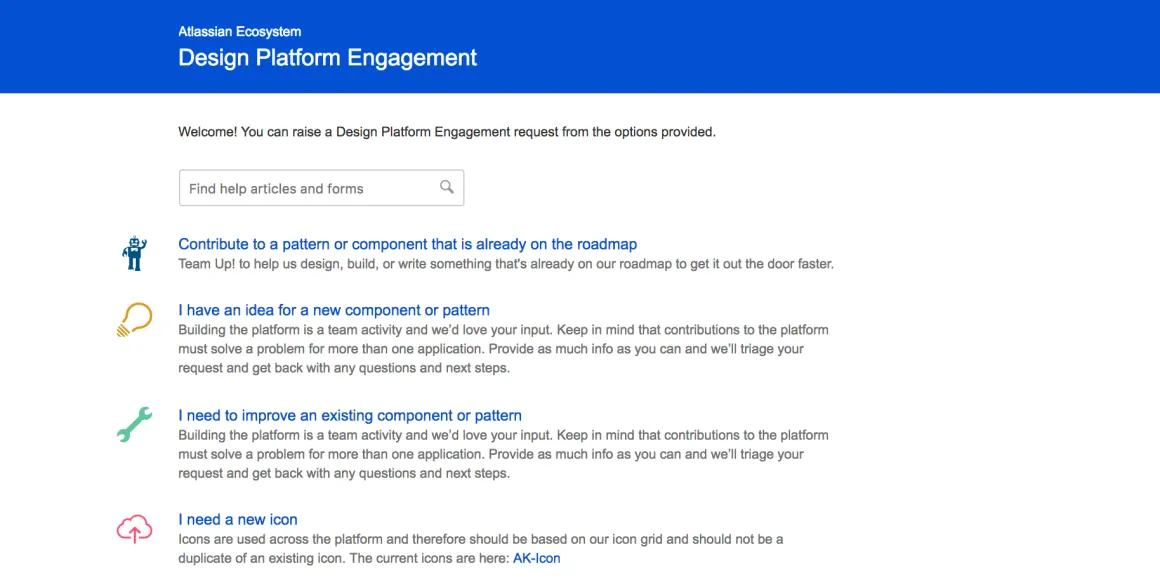 Atlassian Ecosystem
Design Platform Engagement
Welcome! You can raise a Design Platform Engagement request from the options provided.
Find help articles and forms
Contribute to a pattern or component that is already on the roadmap
Team Up! to help us design, build, or write something that's already on our roadmap to get it out the door faster.
I have an idea for a new component or pattern
Building the platform is a team activity and we’d love your input. Keep in mind that contributions to the platform
must solve a problem for more than one application. Provide as much info as you can and we’ll triage your
request and get back with any questions and next steps.
I need to improve an existing component or pattern
Building the platform is a team activity and we’d love your input. Keep in mind that contributions to the platform
must solve a problem for more than one application. Provide as much info as you can and we’ll triage your
request and get back with any questions and next steps.
I need a new icon
Icons are used across the platform and therefore should be based on our icon grid and should not be a
duplicate of an existing icon. The current icons are here: AK-Icon